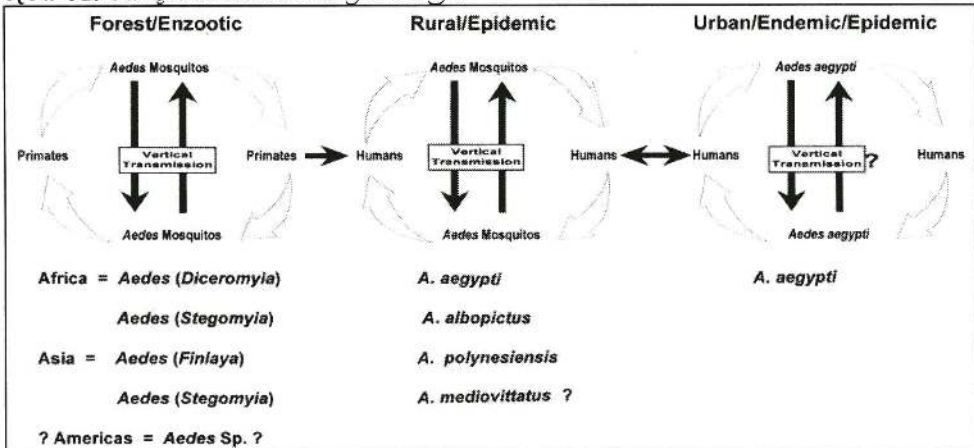 Forest/Enzootic Rural/Epidemic Urban/Endemic/Epidemic
Aedes Mosquitos Aedes Mosquitos Aedes aegypti
Primates Vertical Transmission Primates Humans Vertical Transmission Humans Humans Vertical Transmission ? Humans
Aedes Mosquitos Aedes Mosquitos Aedes aegypti
Africa = Aedes (Diceromyia) A. aegypti A. aegypti
Aedes (Stegomyia) A. albopictus
Asia = Aedes (Finlaya) A. polynesiensis
Aedes (Stegomyia) A. mediovittatus ?
? Americas = Aedes Sp. ?